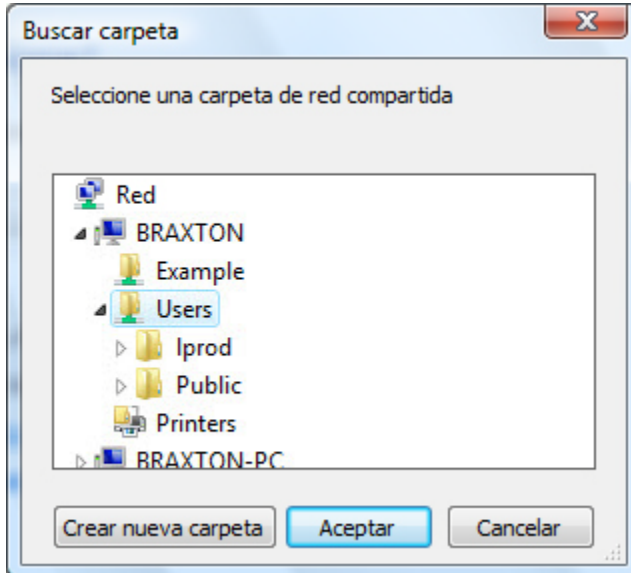 Buscar carpeta
Seleccione una carpeta de red compartida
Red
BRAXTON
Example
Users
lprod
Public
Printers
BRAXTON-PC
Crear nueva carpeta Aceptar Cancelar